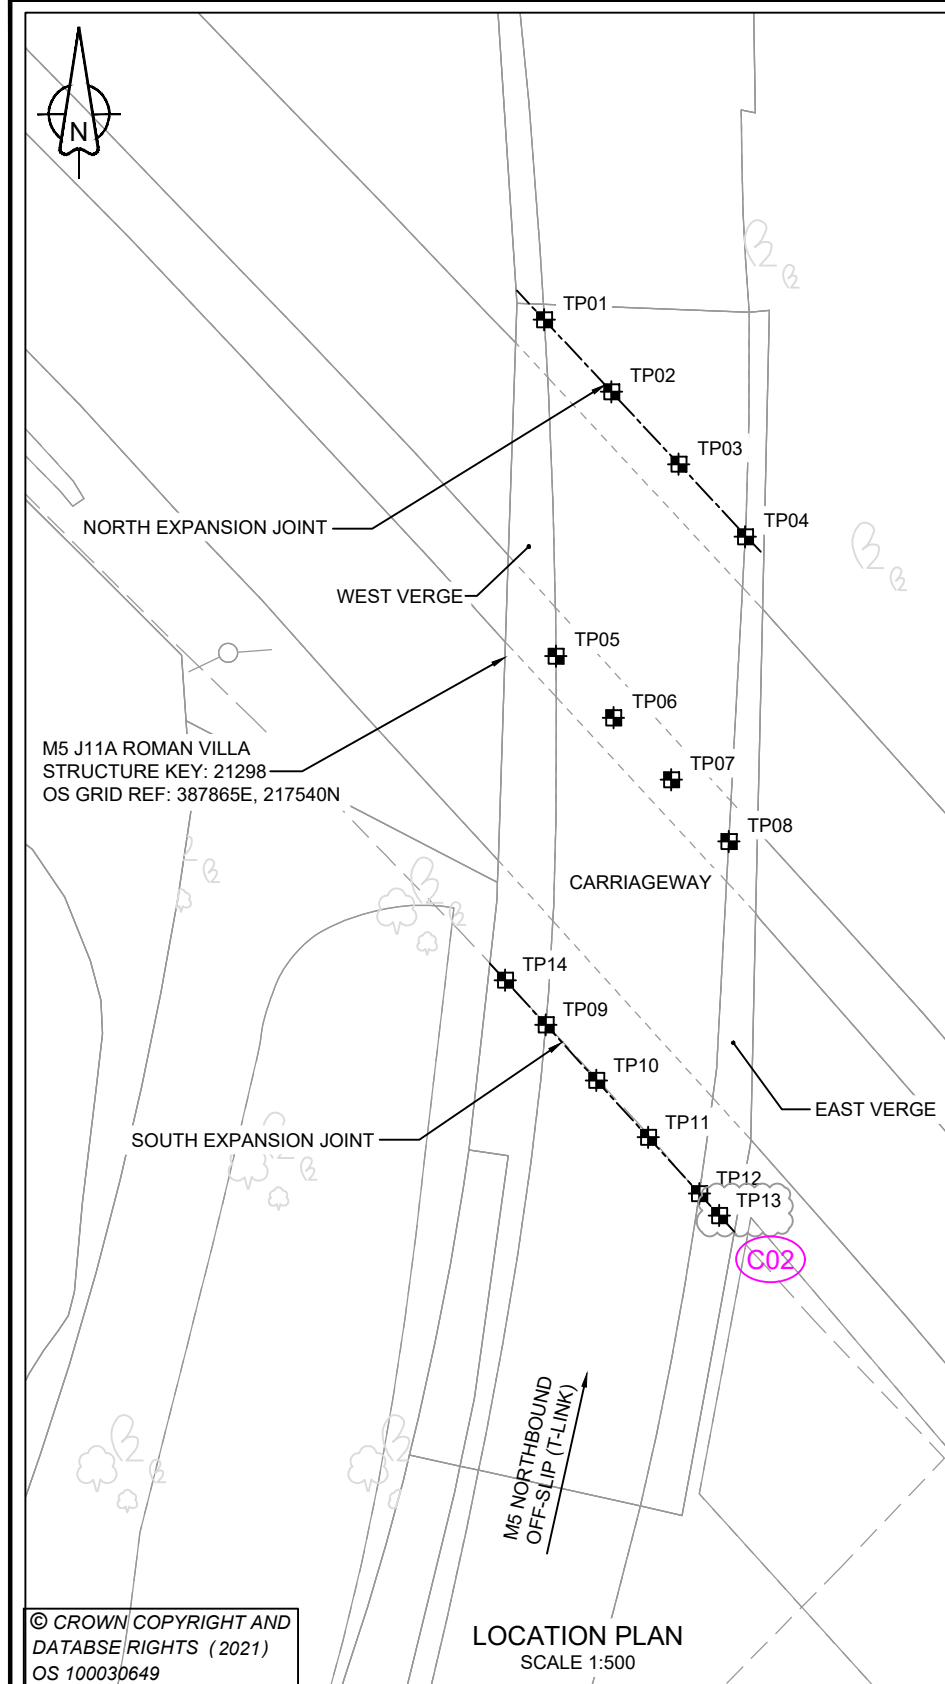 N
TP01
TP02
TP03
TP04
NORTH EXPANSION JOINT
WEST VERGE
TP05
TP06
TP07
TP08
M5 J11A ROMAN VILLA
STRUCTURE KEY: 21298
OS GRID REF: 387865E, 217540N
CARRIAGEWAY
TP14
TP09
TP10
TP11
TP12
TP13
EAST VERGE
SOUTH EXPANSION JOINT
C02
M5 NORTHBOUND
OFF-SLIP (T-LINK)
© CROWN COPYRIGHT AND
DATABSE RIGHTS (2021)
OS 100030649
LOCATION PLAN
SCALE 1:500